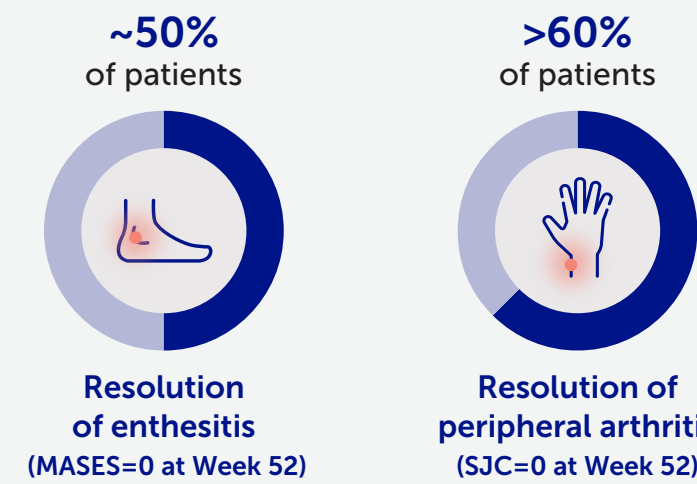 ~50%
of patients
Resolution
of enthesitis
(MASES=0 at Week 52)
>60%
of patients
Resolution of
peripheral arthriti
(SJC=0 at Week 52)